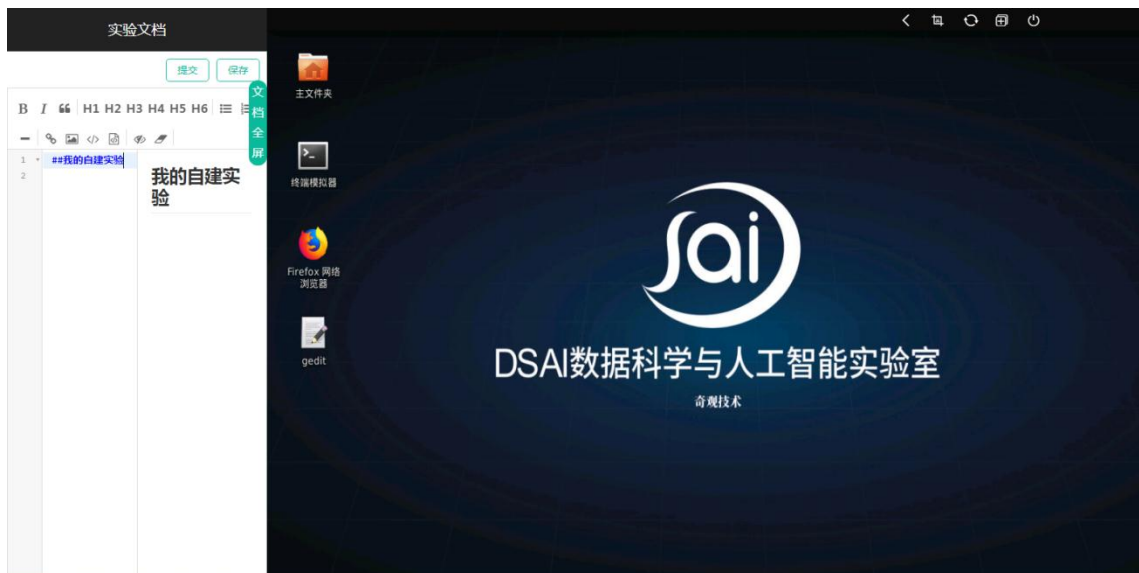 实验文档
提交 保存
文档全屏
B I H1 H2 H3 H4 H5 H6
1 ##我的自建实验
2
我的自建实
验
主文件夹
终端模拟器
Firefox 网络
浏览器
gedit
Sai
DSAI数据科学与人工智能实验室
奇观技术